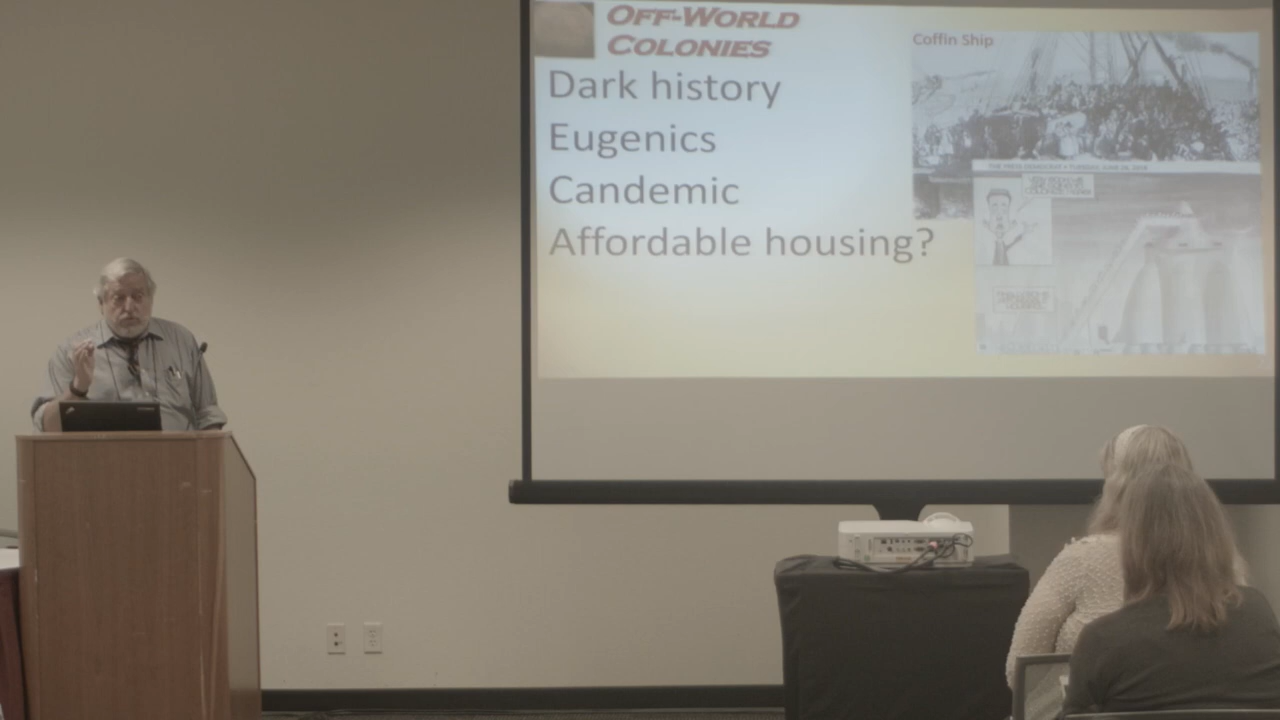 OFF-WORLD
COLONIES
Dark history
Eugenics
Candemic
Affordable housing?
Coffin Ship